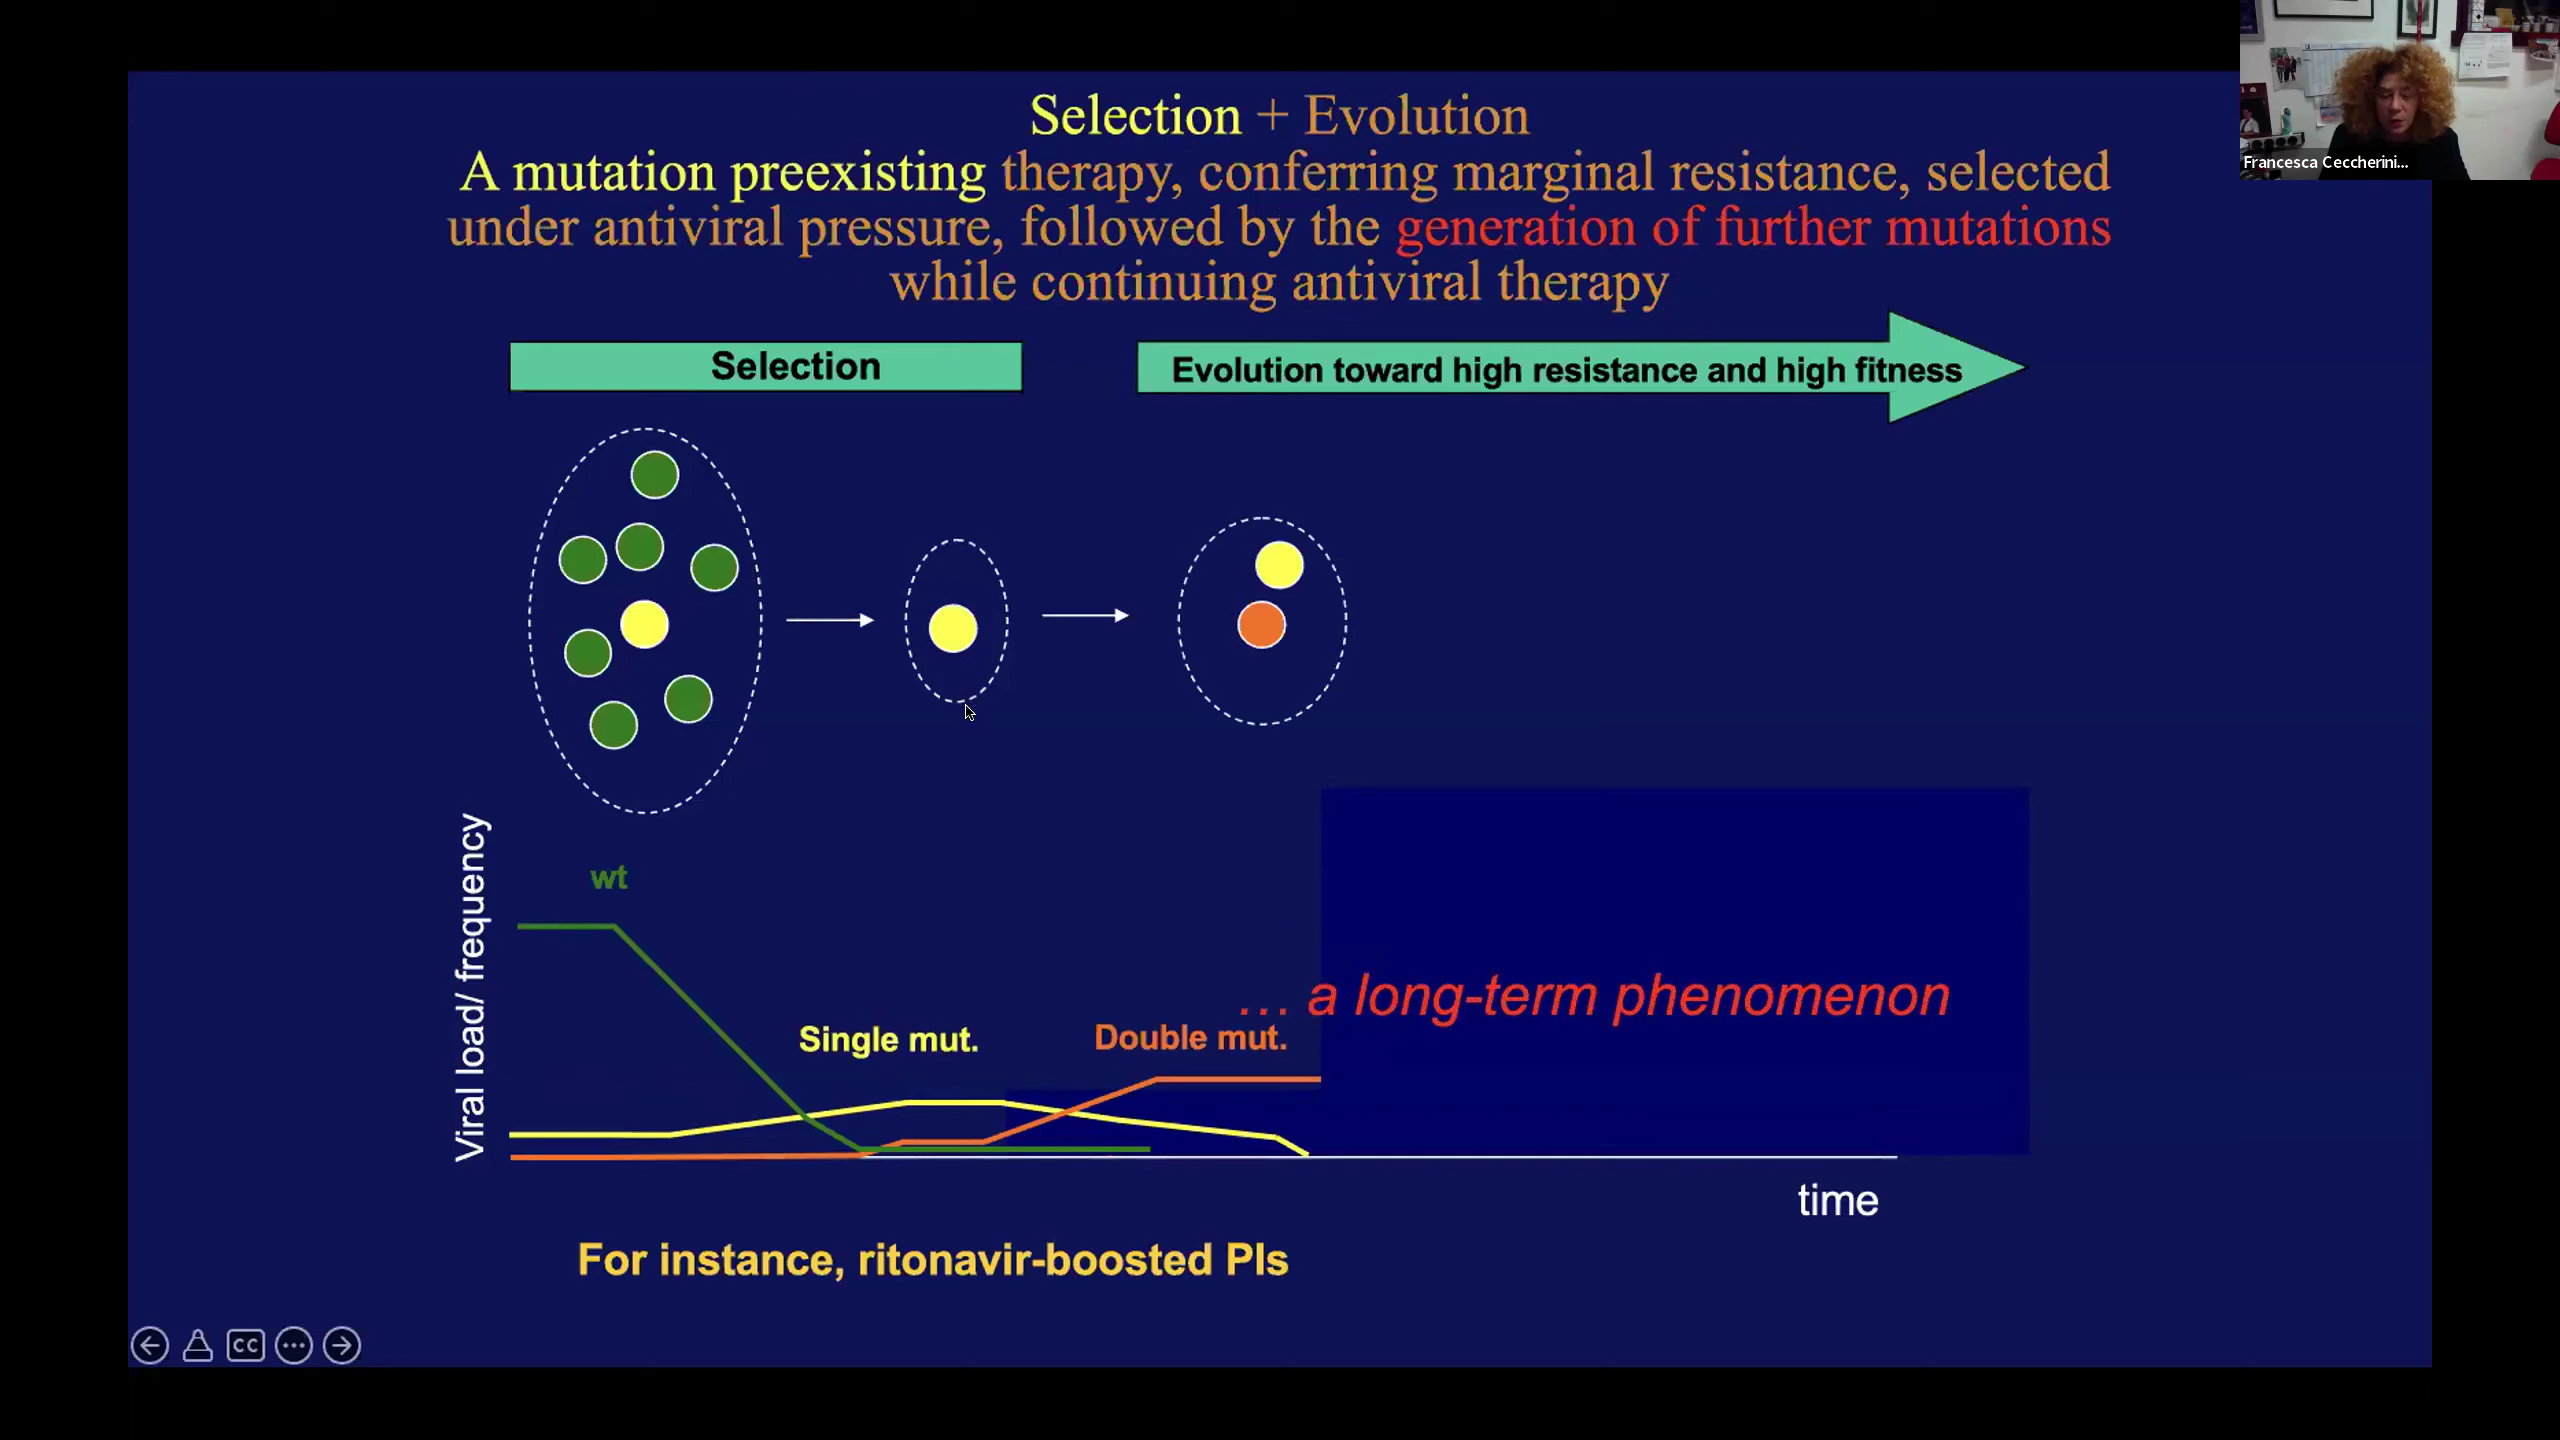 Selection + Evolution
A mutation preexisting therapy, conferring marginal resistance, selected
under antiviral pressure, followed by the generation of further mutations
while continuing antiviral therapy
Francesca Ceccherini...
Selection
Evolution toward high resistance and high fitness
Viral load/ frequency
wt
Single mut.
Double mut.
... a long-term phenomenon
time
For instance, ritonavir-boosted PIs
CC